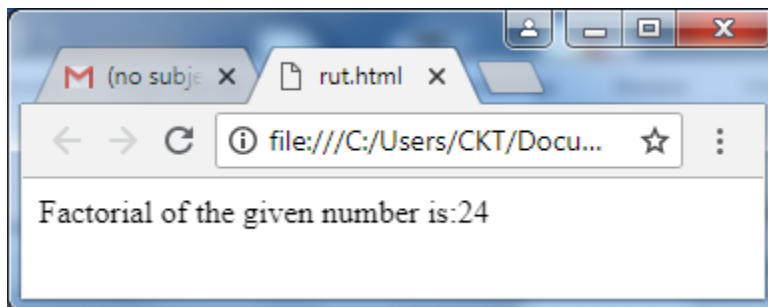 (no subje
rut.html
file:///C:/Users/CKT/Docu...
Factorial of the given number is:24